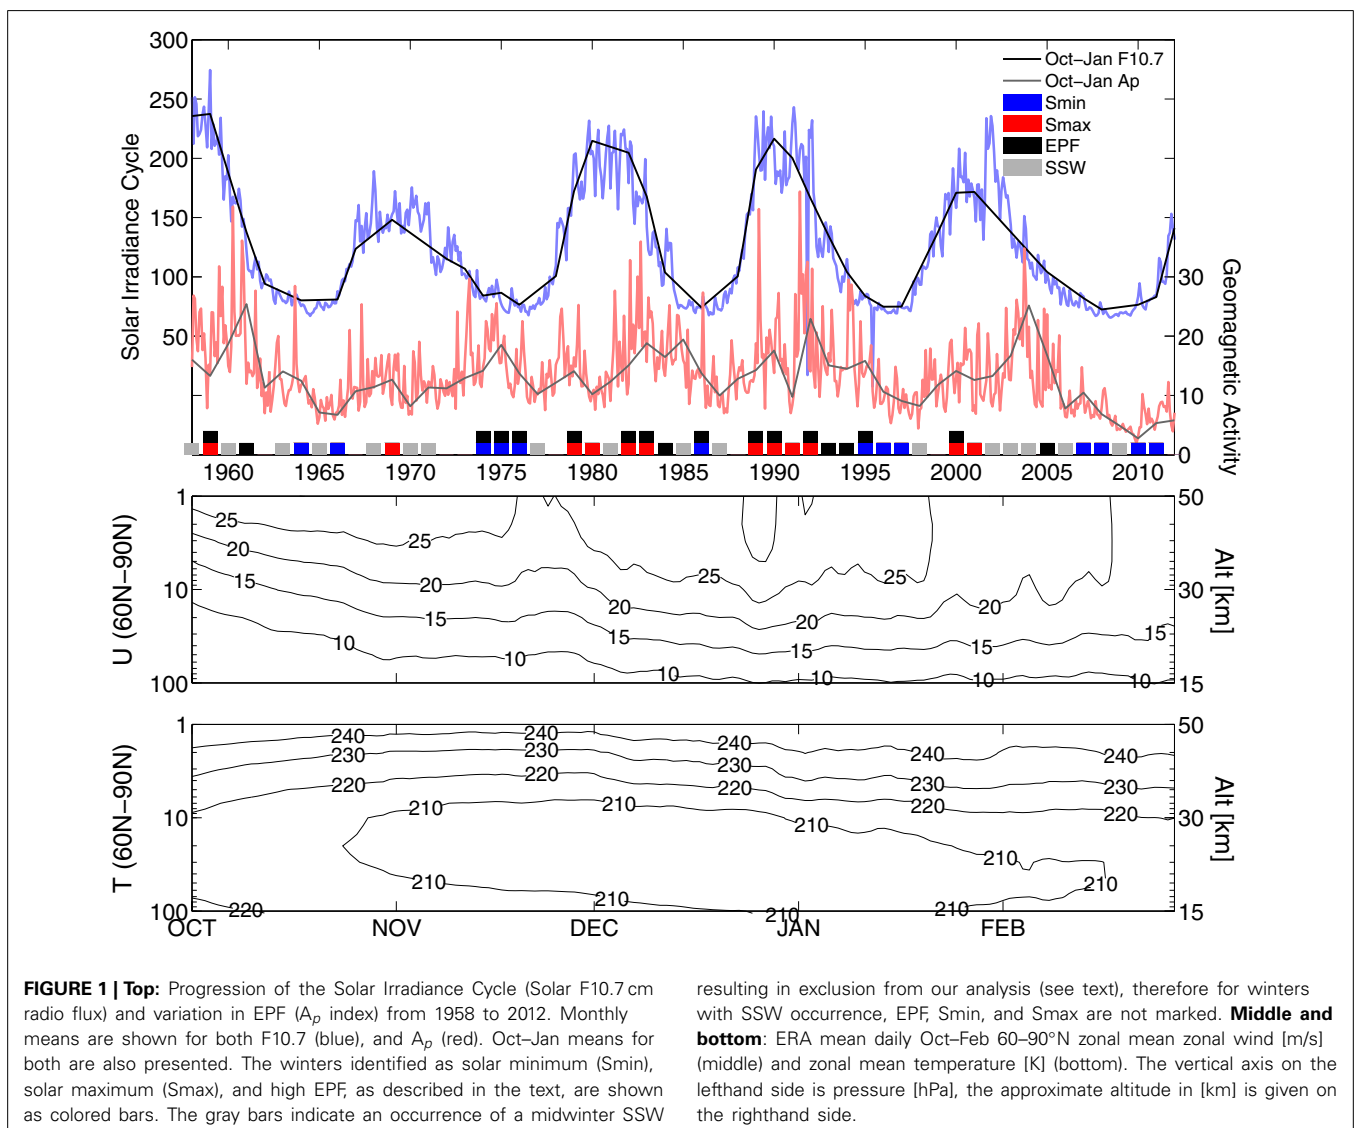 300
250
200
150
100
50
Solar Irradiance Cycle
Oct–Jan F10.7
Oct–Jan Ap
Smin
Smax
EPF
SSW
30
20
10
0
Geomagnetic Activity
1960 1965 1970 1975 1980 1985 1990 1995 2000 2005 2010
1
10
100
U (60N–90N)
25 25 25 25
20 20 20 20 20
15 15 15 15 15 15
10 10 10 10 10 10
50
30
15
Alt [km]
1
10
100
T (60N–90N)
240 240 240 240
230 230 230 230 230
220 220 220 220 220
210 210 210 210 210
210 210 210 210
220
50
30
15
Alt [km]
OCT NOV DEC JAN FEB
FIGURE 1 | Top: Progression of the Solar Irradiance Cycle (Solar F10.7 cm
radio flux) and variation in EPF (Ap index) from 1958 to 2012. Monthly
means are shown for both F10.7 (blue), and Ap (red). Oct–Jan means for
both are also presented. The winters identified as solar minimum (Smin),
solar maximum (Smax), and high EPF, as described in the text, are shown
as colored bars. The gray bars indicate an occurrence of a midwinter SSW
resulting in exclusion from our analysis (see text), therefore for winters
with SSW occurrence, EPF, Smin, and Smax are not marked. Middle and
bottom: ERA mean daily Oct–Feb 60–90°N zonal mean zonal wind [m/s]
(middle) and zonal mean temperature [K] (bottom). The vertical axis on the
lefthand side is pressure [hPa], the approximate altitude in [km] is given on
the righthand side.